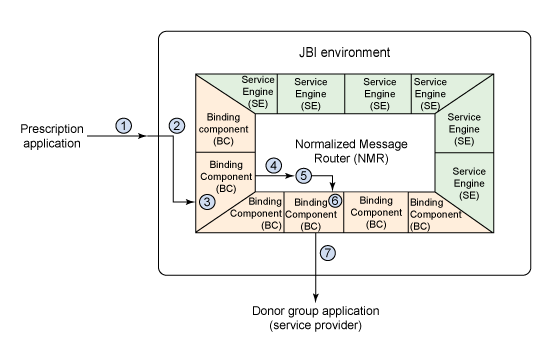 JBI environment
Service
Engine
(SE)
Service
Engine
(SE)
Service
Engine
(SE)
Service
Engine
(SE)
Binding
component
(BC)
Prescription
application
1
2
Normalized Message
Router (NMR)
Service
Engine
(SE)
Binding
Component
(BC)
3
4
5
6
Service
Engine
(SE)
Binding
Component
(BC)
Binding
Component
(BC)
Binding
Component
(BC)
Binding
Component
(BC)
7
Donor group application
(service provider)